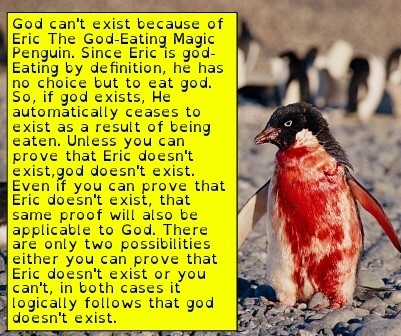 God can't exist because of
Eric The God-Eating Magic
Penguin. Since Eric is god-
Eating by definition, he has
no choice but to eat god.
So, if god exists, He
automatically ceases to
exist as a result of being
eaten. Unless you can
prove that Eric doesn't
exist,god doesn't exist.
Even if you can prove that
Eric doesn't exist, that
same proof will also be
applicable to God. There
are only two possibilities
either you can prove that
Eric doesn't exist or you
can't, in both cases it
logically follows that god
doesn't exist.